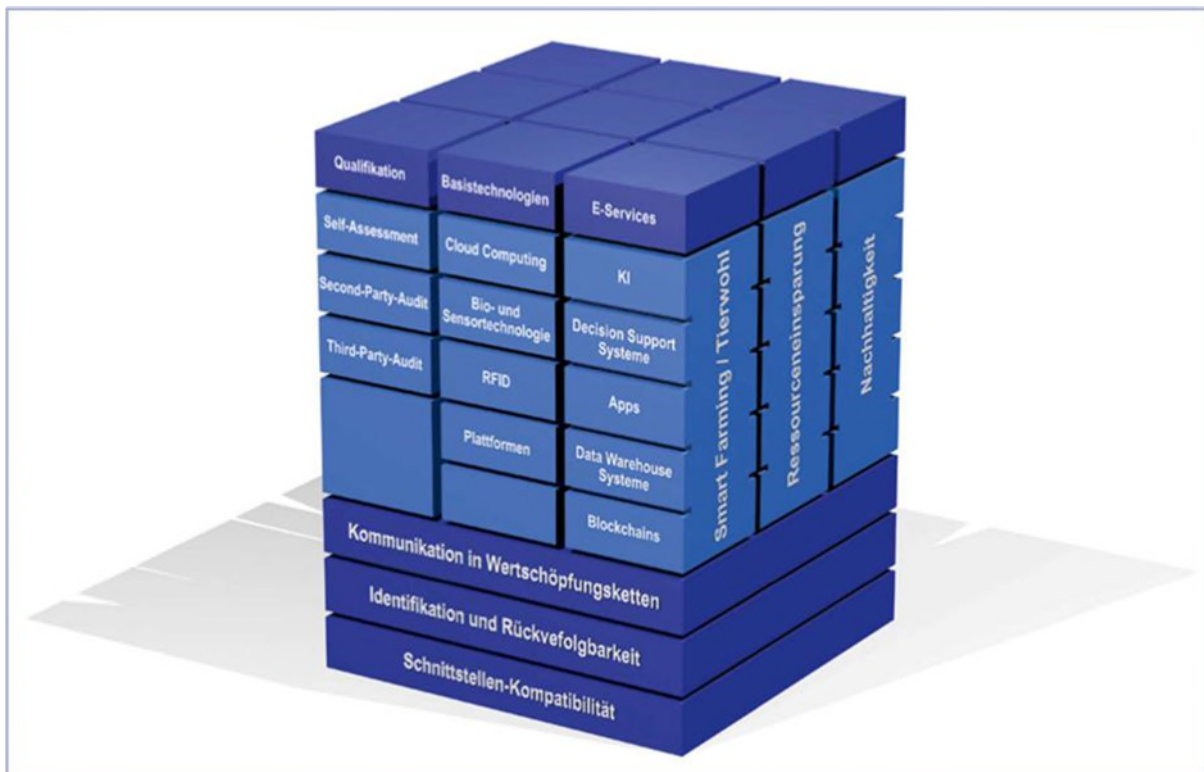 Qualifikation
Basistechnologien
E-Services
Self-Assessment
Cloud Computing
KI
Second-Party-Audit
Bio- und
Sensortechnologie
Decision Support
Systeme
Third-Party-Audit
RFID
Apps
Plattformen
Data Warehouse
Systeme
Blockchains
Smart Farming / Tierwohl
Ressourceneinsparung
Nachhaltigkeit
Kommunikation in Wertschöpfungsketten
Identifikation und Rückvefolgbarkeit
Schnittstellen-Kompatibilität